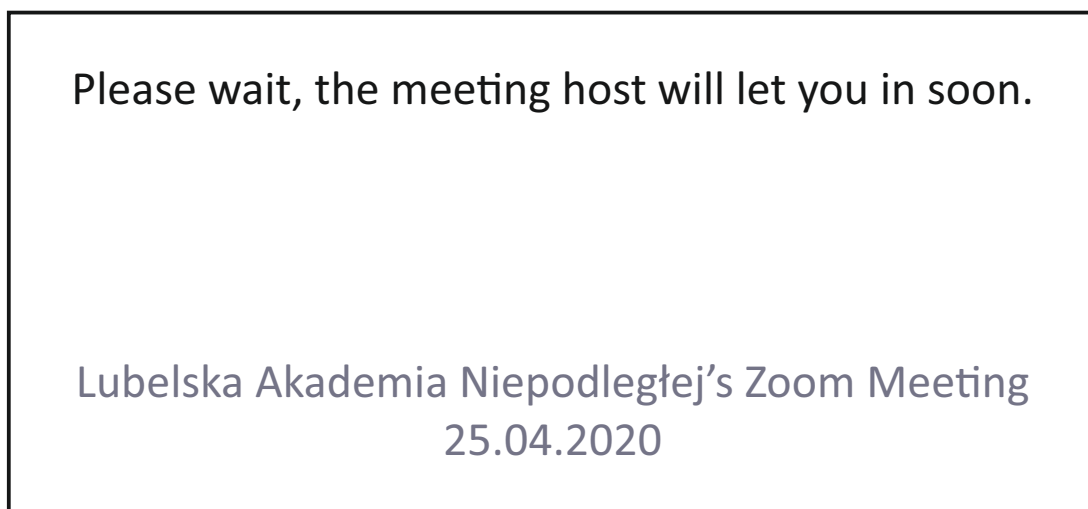 Please wait, the meeting host will let you in soon.
Lubelska Akademia Niepodległej’s Zoom Meeting
25.04.2020